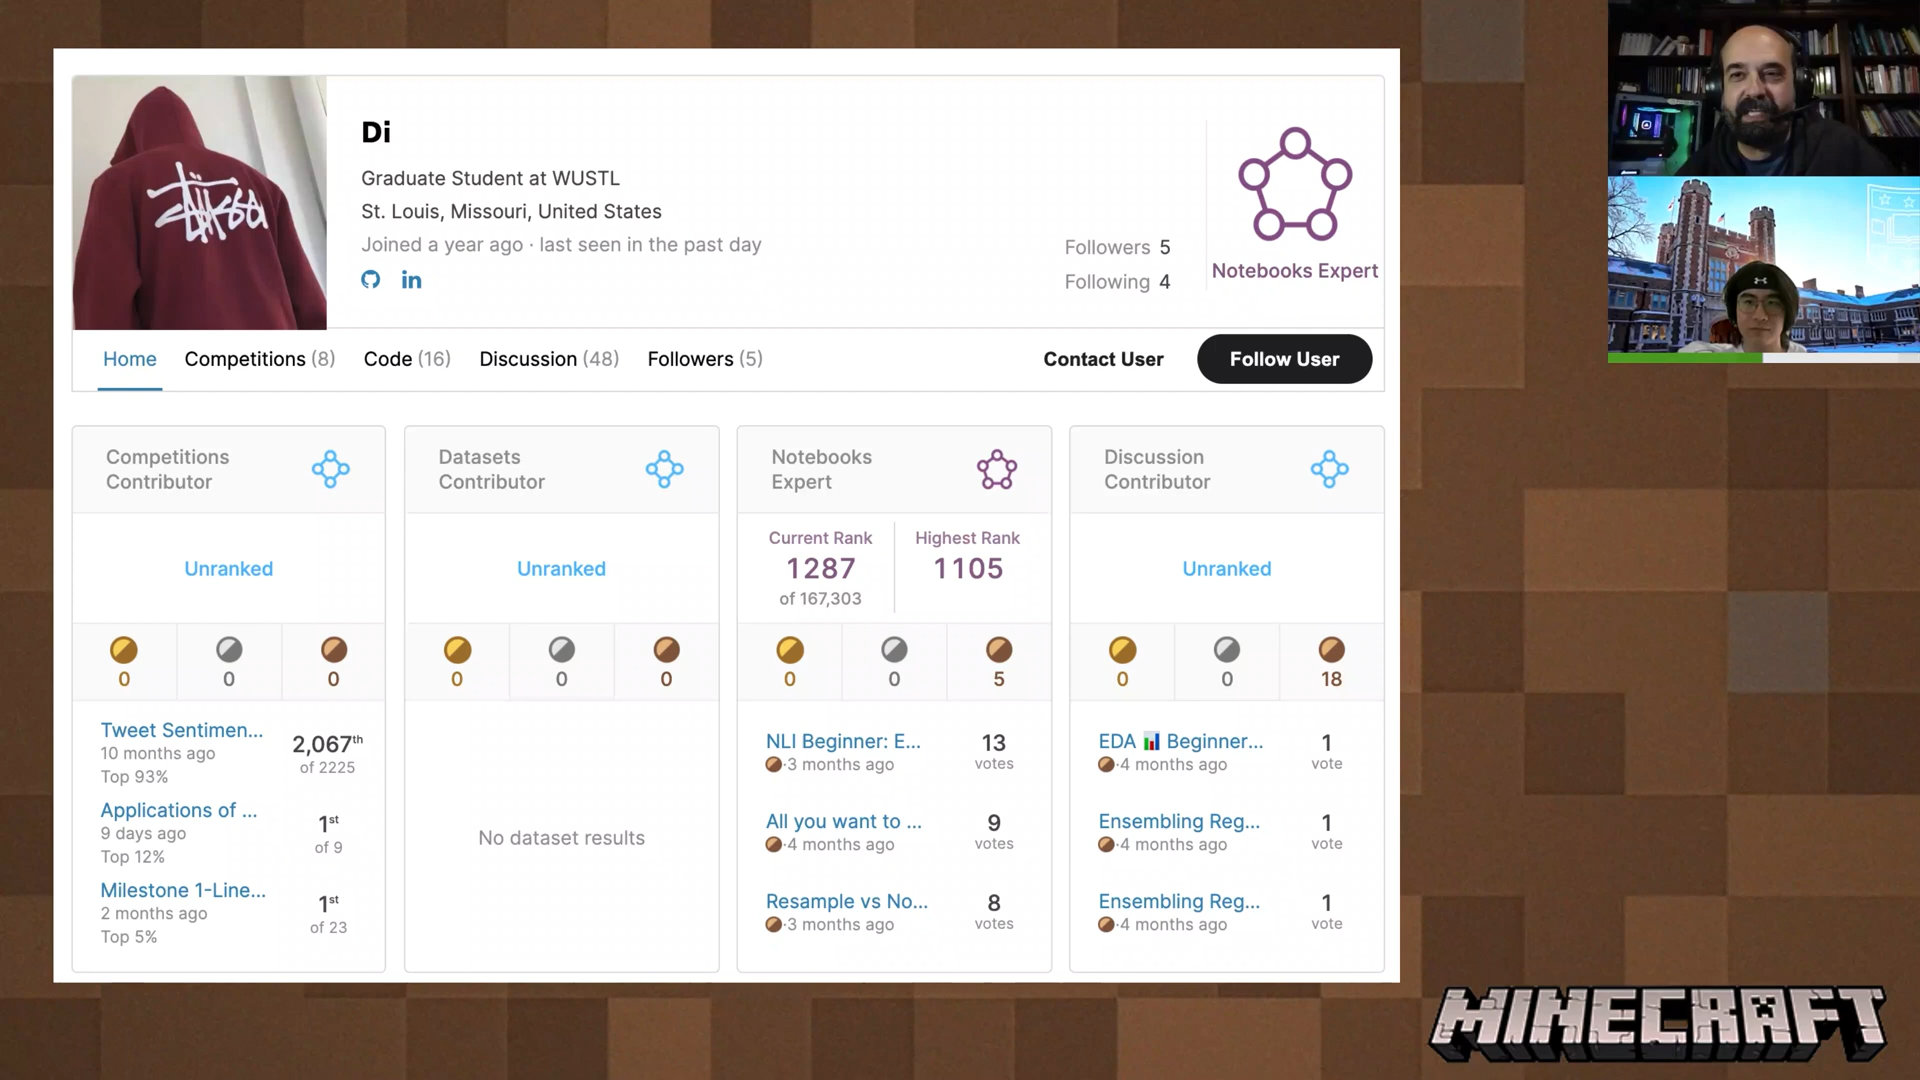 Di
Graduate Student at WUSTL
St. Louis, Missouri, United States
Joined a year ago · last seen in the past day
in
Followers 5
Following 4
Notebooks Expert
Home
Competitions (8)
Code (16)
Discussion (48)
Followers (5)
Contact User
Follow User
Competitions
Contributor
Unranked
0
0
0
Tweet Sentimen...
10 months ago
Top 93%
2,067th
of 2225
Applications of ...
9 days ago
Top 12%
1st
of 9
Milestone 1-Line...
2 months ago
Top 5%
1st
of 23
Datasets
Contributor
Unranked
0
0
0
No dataset results
Notebooks
Expert
Current Rank
1287
of 167,303
Highest Rank
1105
0
0
5
NLI Beginner: E...
·3 months ago
13
votes
All you want to ...
·4 months ago
9
votes
Resample vs No...
·3 months ago
8
votes
Discussion
Contributor
Unranked
0
0
18
EDA 📊 Beginner...
·4 months ago
1
vote
Ensembling Reg...
·4 months ago
1
vote
Ensembling Reg...
·4 months ago
1
vote
MINECRAFT